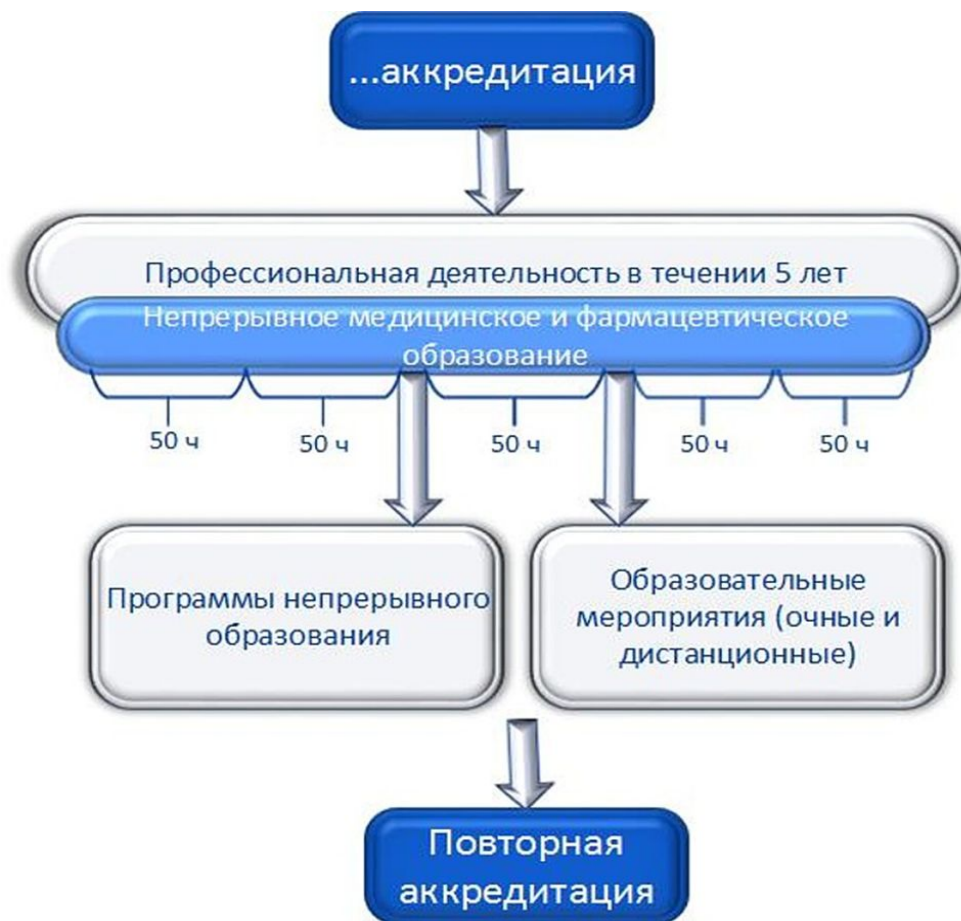 ...аккредитация
Профессиональная деятельность в течении 5 лет
Непрерывное медицинское и фармацевтическое
образование
50 ч
50 ч
50 ч
50 ч
50 ч
Программы непрерывного
образования
Образовательные
мероприятия (очные и
дистанционные)
Повторная
аккредитация